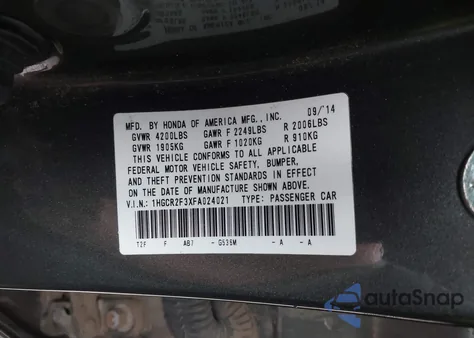 MFD. BY HONDA OF AMERICA MFG., INC. 09/'14
GVWR 4200LBS GAWR F 2249LBS R 2006LBS
GVWR 1905KG GAWR F 1020KG R 910KG
THIS VEHICLE CONFORMS TO ALL APPLICABLE
FEDERAL MOTOR VEHICLE SAFETY, BUMPER,
AND THEFT PREVENTION STANDARDS IN EFFECT
ON THE DATE OF MANUFACTURE SHOWN ABOVE.
V.I.N.: 1HGCR2F3XFA024021 TYPE: PASSENGER CAR
T2F F AB7 - G535M - A - A
autoSnap